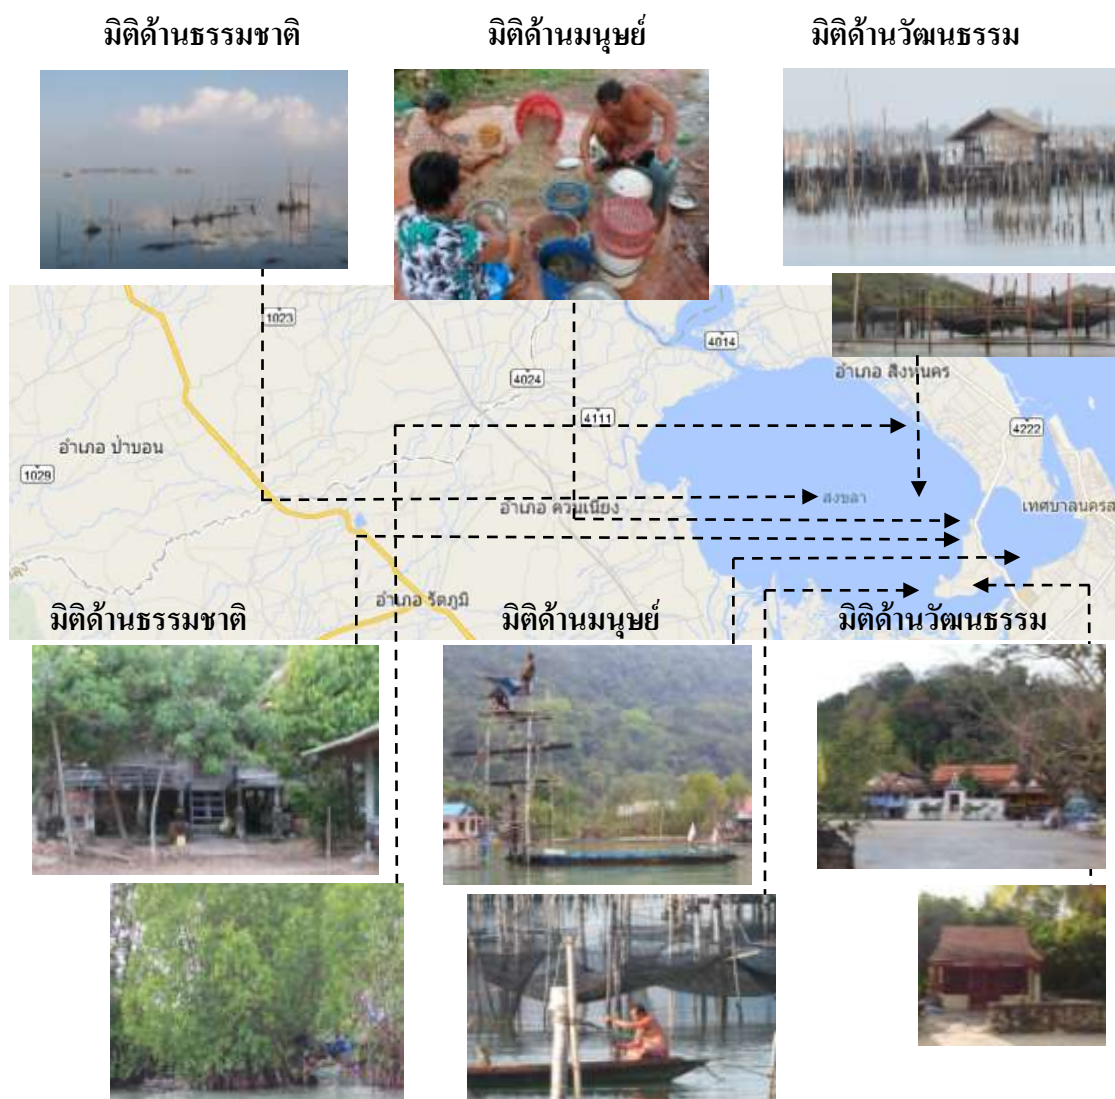 มิติด้านธรรมชาติ
มิติด้านมนุษย์
มิติด้านวัฒนธรรม
1023
4014
4024
อำเภอ สิงหนคร
4111
4222
อำเภอ ป่าบอน
1029
สงขลา
อำเภอ ควนเนียง
เทศบาลนครส
อำเภอ รัตภูมิ
มิติด้านธรรมชาติ
มิติด้านมนุษย์
มิติด้านวัฒนธรรม